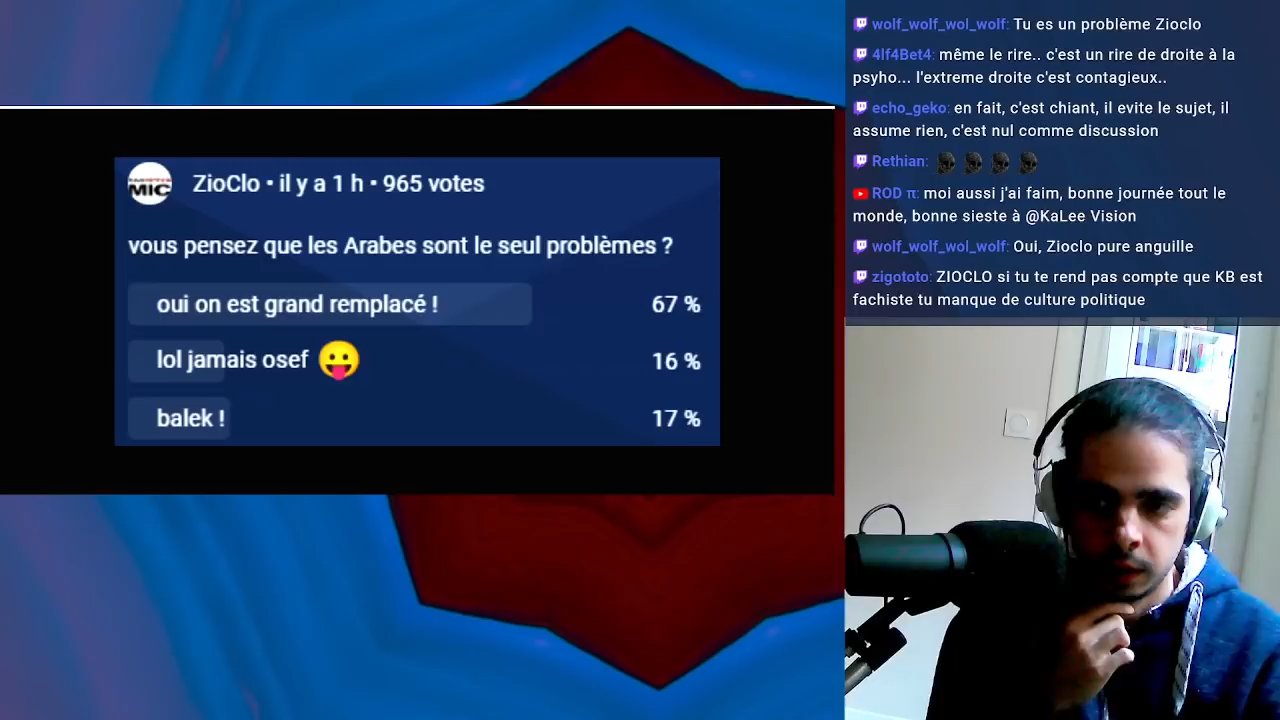 MIC
ZioClo • il y a 1 h • 965 votes
vous pensez que les Arabes sont le seul problèmes ?
oui on est grand remplacé !
67 %
lol jamais osef 😛
16 %
balek !
17 %
wolf_wolf_wol_wolf: Tu es un problème Zioclo
4lf4Bet4: même le rire.. c'est un rire de droite à la
psyho... l'extreme droite c'est contagieux..
echo_geko: en fait, c'est chiant, il evite le sujet, il
assume rien, c'est nul comme discussion
Rethian:
ROD π: moi aussi j'ai faim, bonne journée tout le
monde, bonne sieste à @KaLee Vision
wolf_wolf_wol_wolf: Oui, Zioclo pure anguille
zigototo: ZIOCLO si tu te rend pas compte que KB est
fachiste tu manque de culture politique